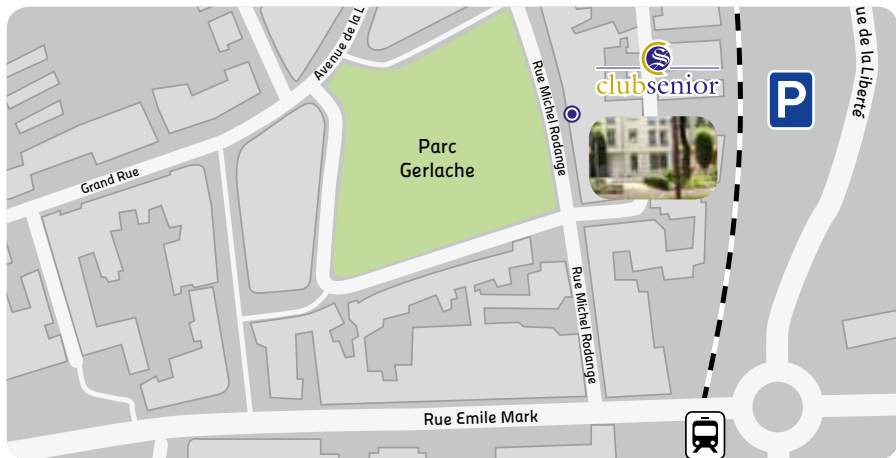 Avenue de la L
ue de la Liberté
Rue Michel Rodange
clubsenior
P
Parc
Gerlache
Grand Rue
Rue Michel Rodange
Rue Emile Mark